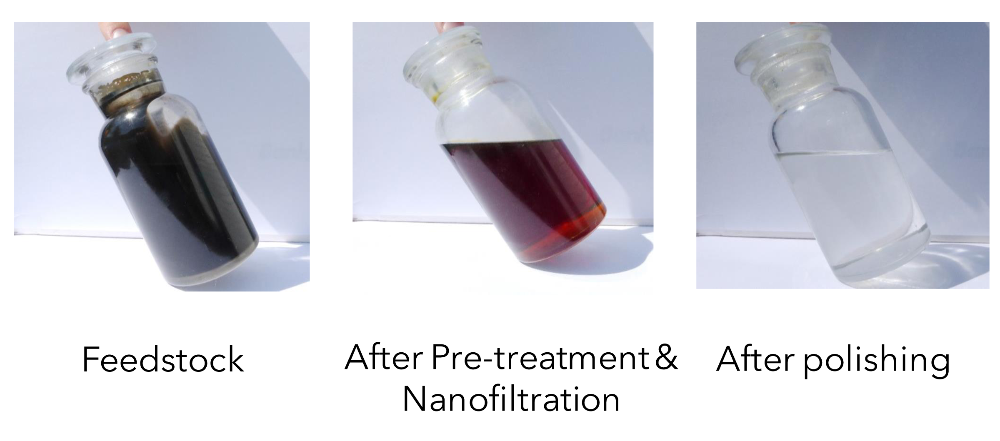 Feedstock
After Pre-treatment &
Nanofiltration
After polishing